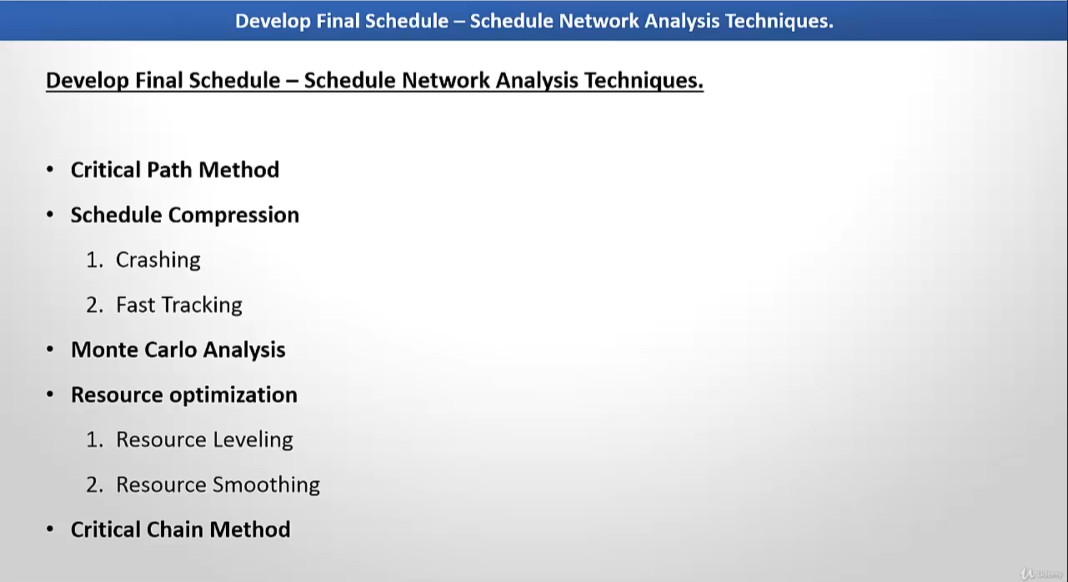 Develop Final Schedule – Schedule Network Analysis Techniques.
Develop Final Schedule – Schedule Network Analysis Techniques.
• Critical Path Method
• Schedule Compression
1. Crashing
2. Fast Tracking
• Monte Carlo Analysis
• Resource optimization
1. Resource Leveling
2. Resource Smoothing
• Critical Chain Method
Udemy